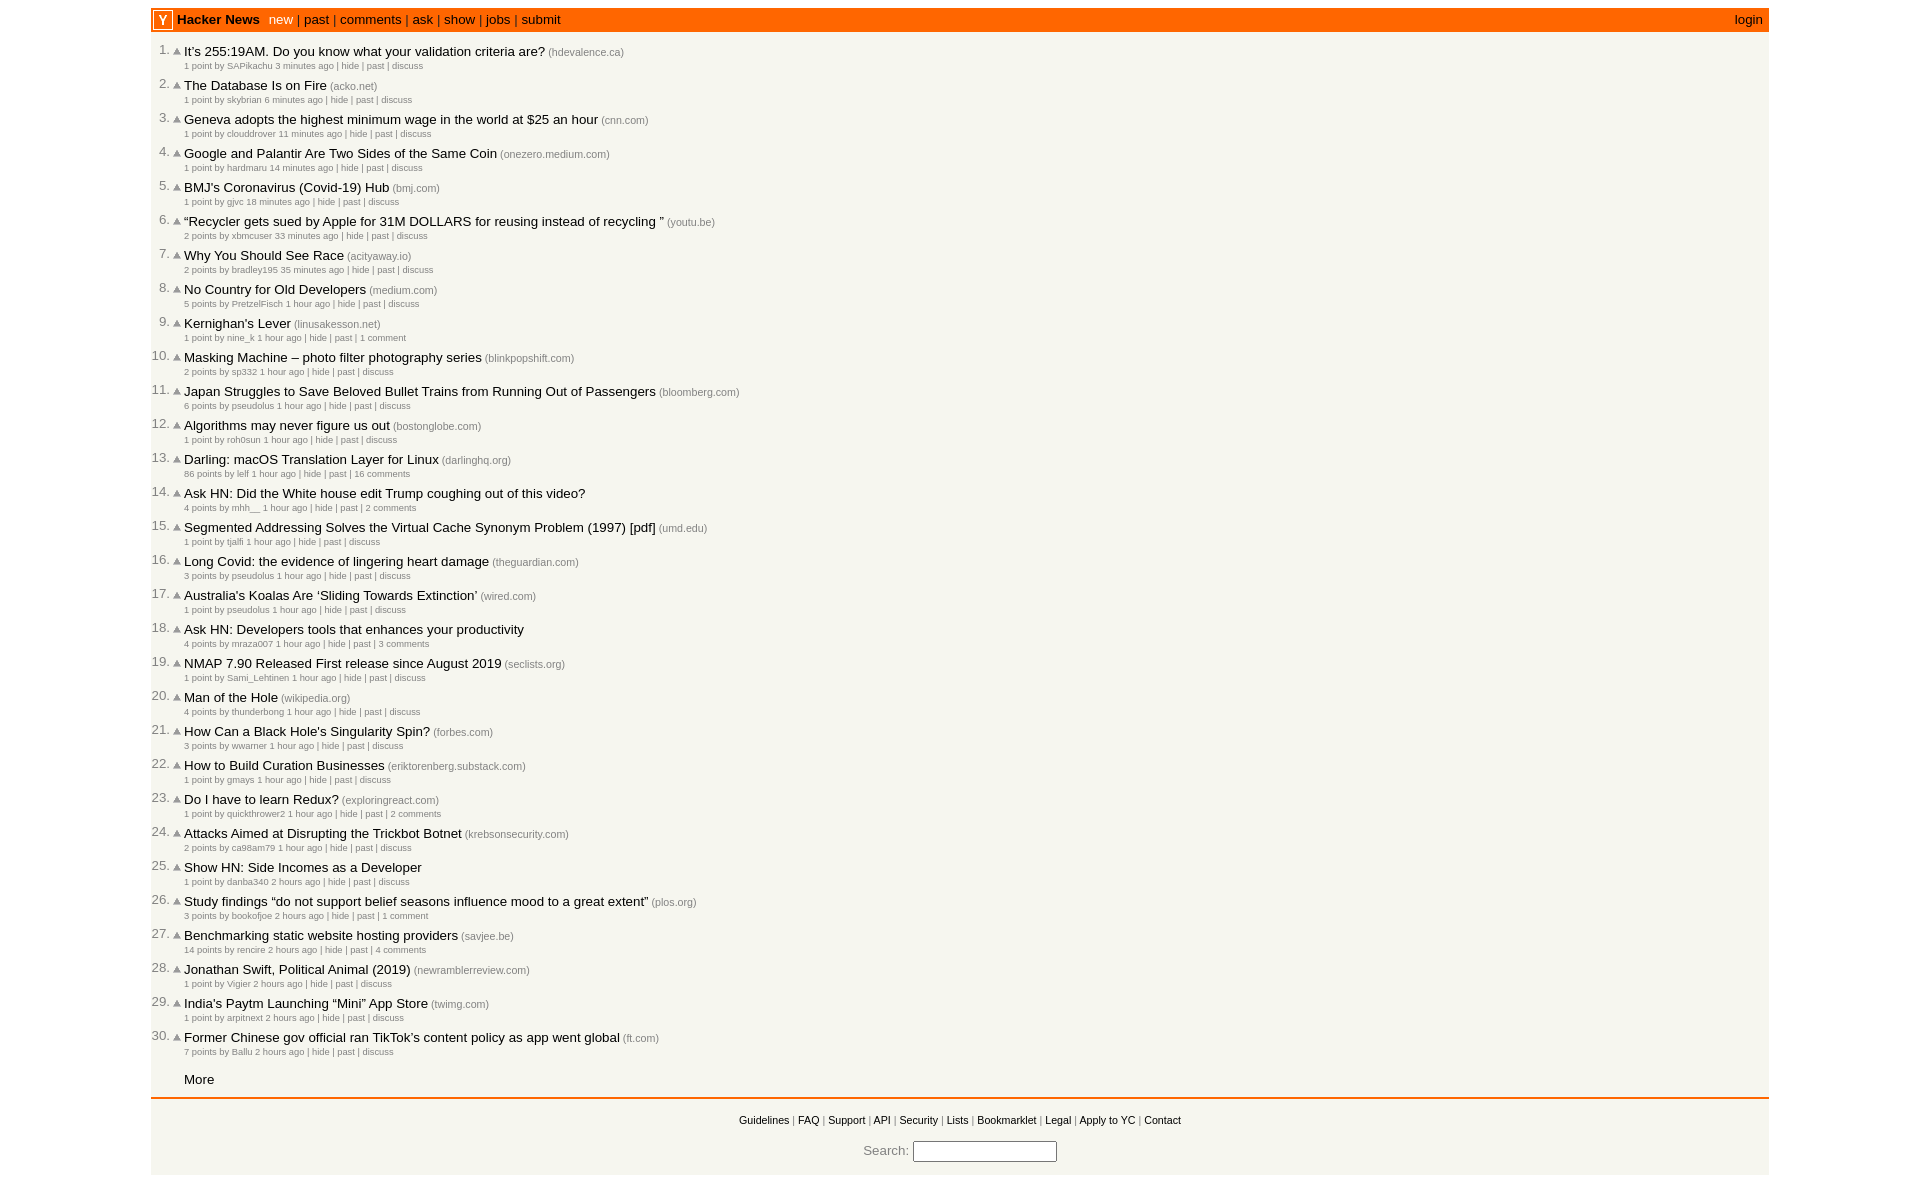 Y Hacker News new | past | comments | ask | show | jobs | submit login
1. It’s 255:19AM. Do you know what your validation criteria are? (hdevalence.ca)
1 point by SAPikachu 3 minutes ago | hide | past | discuss
2. The Database Is on Fire (acko.net)
1 point by skybrian 6 minutes ago | hide | past | discuss
3. Geneva adopts the highest minimum wage in the world at $25 an hour (cnn.com)
1 point by clouddrover 11 minutes ago | hide | past | discuss
4. Google and Palantir Are Two Sides of the Same Coin (onezero.medium.com)
1 point by hardmaru 14 minutes ago | hide | past | discuss
5. BMJ's Coronavirus (Covid-19) Hub (bmj.com)
1 point by gjvc 18 minutes ago | hide | past | discuss
6. “Recycler gets sued by Apple for 31M DOLLARS for reusing instead of recycling ” (youtu.be)
2 points by xbmcuser 33 minutes ago | hide | past | discuss
7. Why You Should See Race (acityaway.io)
2 points by bradley195 35 minutes ago | hide | past | discuss
8. No Country for Old Developers (medium.com)
5 points by PretzelFisch 1 hour ago | hide | past | discuss
9. Kernighan's Lever (linusakesson.net)
1 point by nine_k 1 hour ago | hide | past | 1 comment
10. Masking Machine – photo filter photography series (blinkpopshift.com)
2 points by sp332 1 hour ago | hide | past | discuss
11. Japan Struggles to Save Beloved Bullet Trains from Running Out of Passengers (bloomberg.com)
6 points by pseudolus 1 hour ago | hide | past | discuss
12. Algorithms may never figure us out (bostonglobe.com)
1 point by roh0sun 1 hour ago | hide | past | discuss
13. Darling: macOS Translation Layer for Linux (darlinghq.org)
86 points by lelf 1 hour ago | hide | past | 16 comments
14. Ask HN: Did the White house edit Trump coughing out of this video?
4 points by mhh__ 1 hour ago | hide | past | 2 comments
15. Segmented Addressing Solves the Virtual Cache Synonym Problem (1997) [pdf] (umd.edu)
1 point by tjalfi 1 hour ago | hide | past | discuss
16. Long Covid: the evidence of lingering heart damage (theguardian.com)
3 points by pseudolus 1 hour ago | hide | past | discuss
17. Australia's Koalas Are ‘Sliding Towards Extinction’ (wired.com)
1 point by pseudolus 1 hour ago | hide | past | discuss
18. Ask HN: Developers tools that enhances your productivity
4 points by mraza007 1 hour ago | hide | past | 3 comments
19. NMAP 7.90 Released First release since August 2019 (seclists.org)
1 point by Sami_Lehtinen 1 hour ago | hide | past | discuss
20. Man of the Hole (wikipedia.org)
4 points by thunderbong 1 hour ago | hide | past | discuss
21. How Can a Black Hole's Singularity Spin? (forbes.com)
3 points by wwarner 1 hour ago | hide | past | discuss
22. How to Build Curation Businesses (eriktorenberg.substack.com)
1 point by gmays 1 hour ago | hide | past | discuss
23. Do I have to learn Redux? (exploringreact.com)
1 point by quickthrower2 1 hour ago | hide | past | 2 comments
24. Attacks Aimed at Disrupting the Trickbot Botnet (krebsonsecurity.com)
2 points by ca98am79 1 hour ago | hide | past | discuss
25. Show HN: Side Incomes as a Developer
1 point by danba340 2 hours ago | hide | past | discuss
26. Study findings “do not support belief seasons influence mood to a great extent” (plos.org)
3 points by bookofjoe 2 hours ago | hide | past | 1 comment
27. Benchmarking static website hosting providers (savjee.be)
14 points by rencire 2 hours ago | hide | past | 4 comments
28. Jonathan Swift, Political Animal (2019) (newramblerreview.com)
1 point by Vigier 2 hours ago | hide | past | discuss
29. India's Paytm Launching “Mini” App Store (twimg.com)
1 point by arpitnext 2 hours ago | hide | past | discuss
30. Former Chinese gov official ran TikTok’s content policy as app went global (ft.com)
7 points by Ballu 2 hours ago | hide | past | discuss
More
Guidelines | FAQ | Support | API | Security | Lists | Bookmarklet | Legal | Apply to YC | Contact
Search: